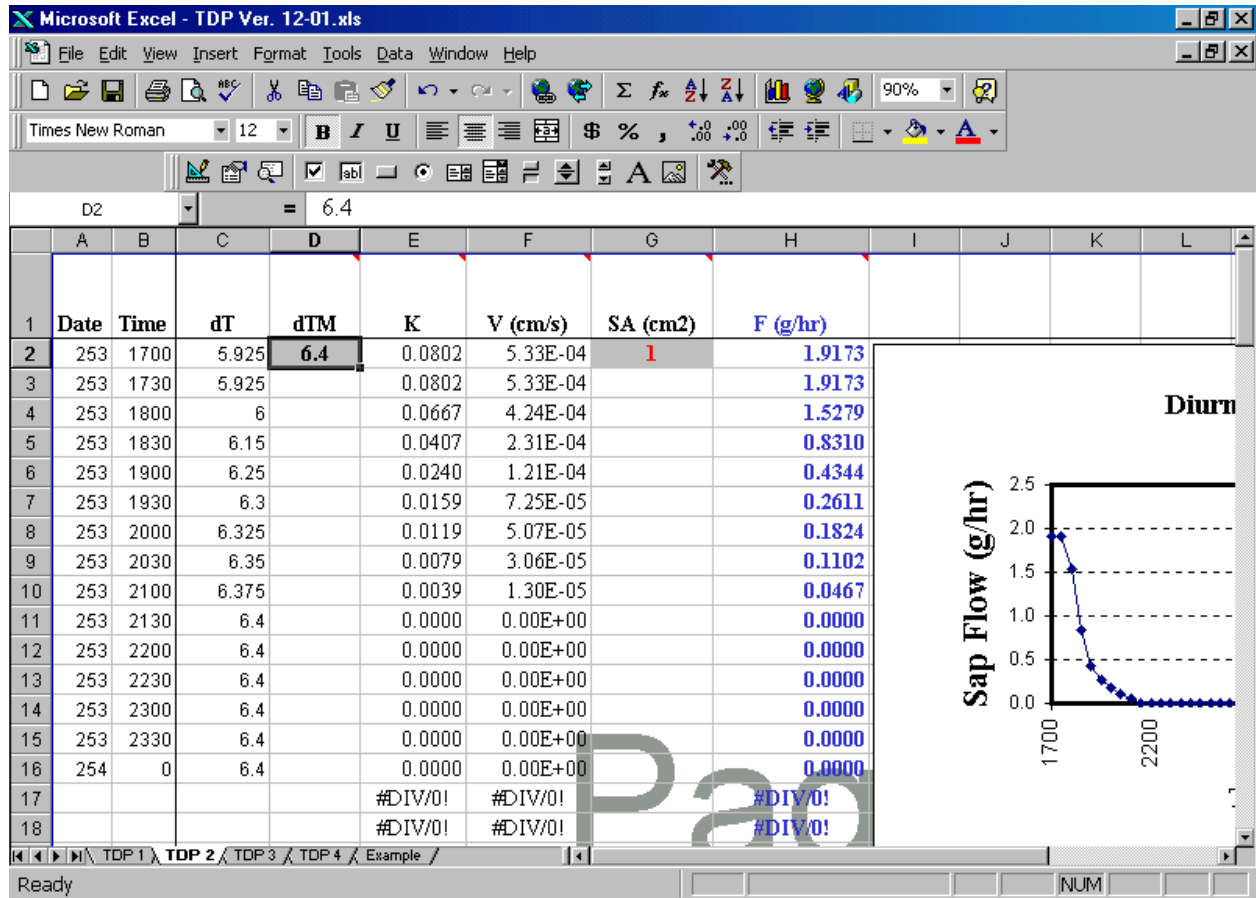 Microsoft Excel - TDP Ver. 12-01.xls
File Edit View Insert Format Tools Data Window Help
90%
Times New Roman 12 B I U $ % ,
D2 = 6.4
A B C D E F G H I J K L
1 Date Time dT dTM K V (cm/s) SA (cm2) F (g/hr)
2 253 1700 5.925 6.4 0.0802 5.33E-04 1 1.9173
3 253 1730 5.925 0.0802 5.33E-04 1.9173
4 253 1800 6 0.0667 4.24E-04 1.5279
5 253 1830 6.15 0.0407 2.31E-04 0.8310
6 253 1900 6.25 0.0240 1.21E-04 0.4344
7 253 1930 6.3 0.0159 7.25E-05 0.2611
8 253 2000 6.325 0.0119 5.07E-05 0.1824
9 253 2030 6.35 0.0079 3.06E-05 0.1102
10 253 2100 6.375 0.0039 1.30E-05 0.0467
11 253 2130 6.4 0.0000 0.00E+00 0.0000
12 253 2200 6.4 0.0000 0.00E+00 0.0000
13 253 2230 6.4 0.0000 0.00E+00 0.0000
14 253 2300 6.4 0.0000 0.00E+00 0.0000
15 253 2330 6.4 0.0000 0.00E+00 0.0000
16 254 0 6.4 0.0000 0.00E+00 0.0000
17 #DIV/0! #DIV/0! #DIV/0!
18 #DIV/0! #DIV/0! #DIV/0!
Pag
Diurn
Sap Flow (g/hr)
2.5
2.0
1.5
1.0
0.5
0.0
1700
2200
TDP 1 TDP 2 TDP 3 TDP 4 Example
Ready NUM